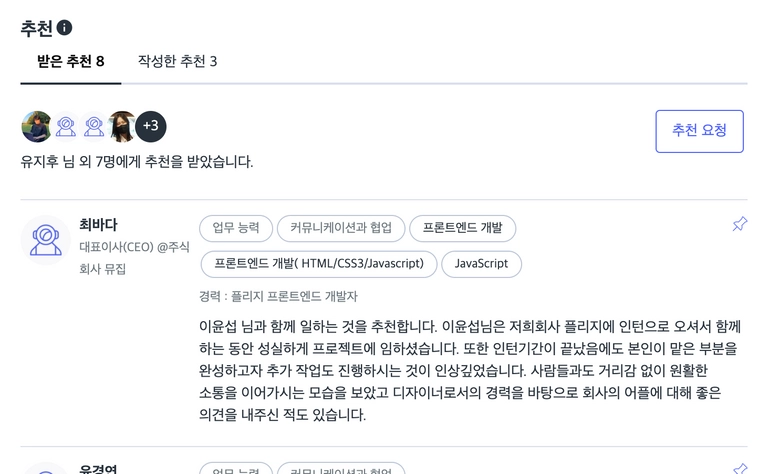 추천
받은 추천 8
작성한 추천 3
+3
추천 요청
유지후 님 외 7명에게 추천을 받았습니다.
최바다
대표이사(CEO) @주식
회사 뮤집
업무 능력
커뮤니케이션과 협업
프론트엔드 개발
프론트엔드 개발( HTML/CSS3/Javascript)
JavaScript
경력 : 플리지 프론트엔드 개발자
이윤섭 님과 함께 일하는 것을 추천합니다. 이윤섭님은 저희회사 플리지에 인턴으로 오셔서 함께
하는 동안 성실하게 프로젝트에 임하셨습니다. 또한 인턴기간이 끝났음에도 본인이 맡은 부분을
완성하고자 추가 작업도 진행하시는 것이 인상깊었습니다. 사람들과도 거리감 없이 원활한
소통을 이어가시는 모습을 보았고 디자이너로서의 경력을 바탕으로 회사의 어플에 대해 좋은
의견을 내주신 적도 있습니다.
윤경연
업무 능력
커뮤니케이션과 협업